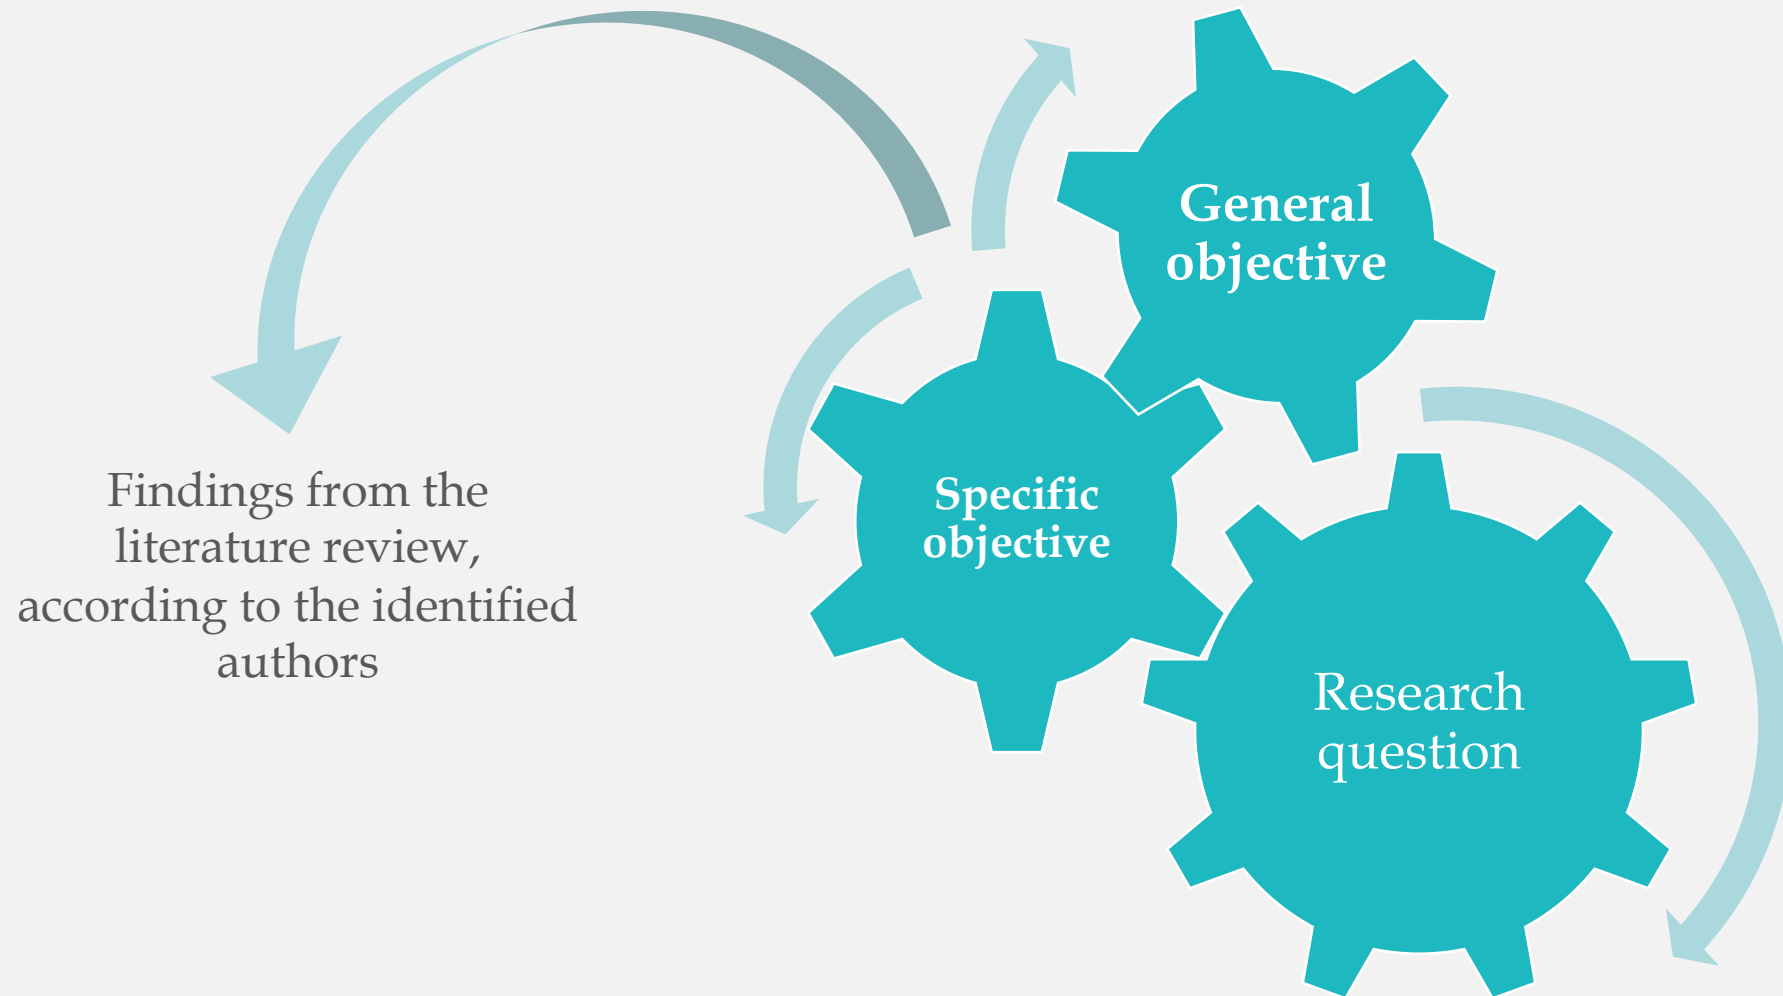 General
objective
Specific
objective
Findings from the
literature review,
according to the identified
authors
Research
question